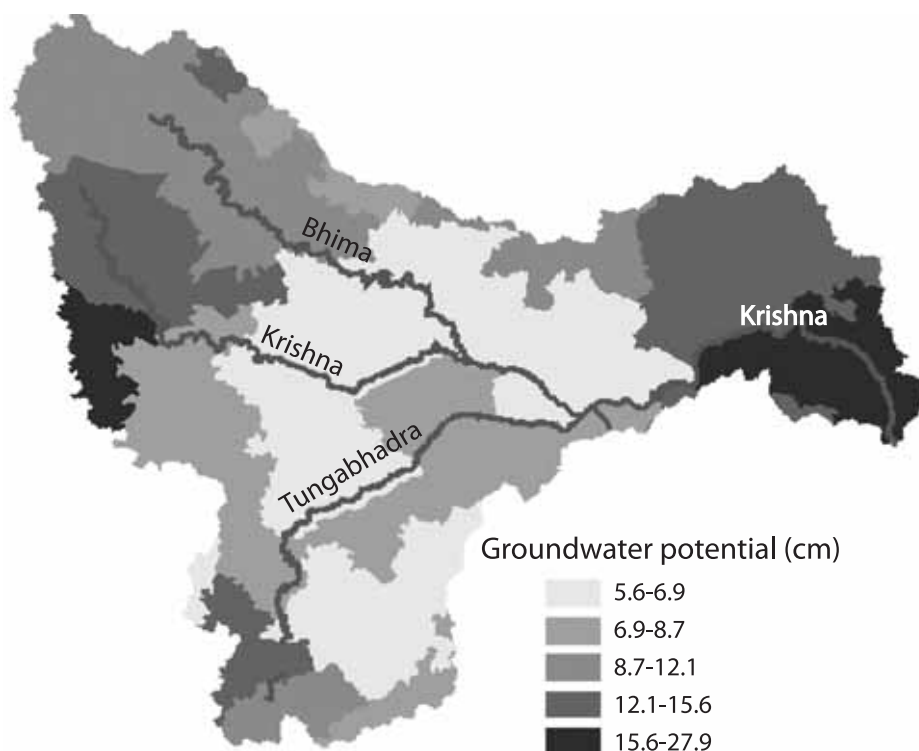 Bhima
Krishna
Krishna
Tungabhadra
Groundwater potential (cm)
5.6-6.9
6.9-8.7
8.7-12.1
12.1-15.6
15.6-27.9